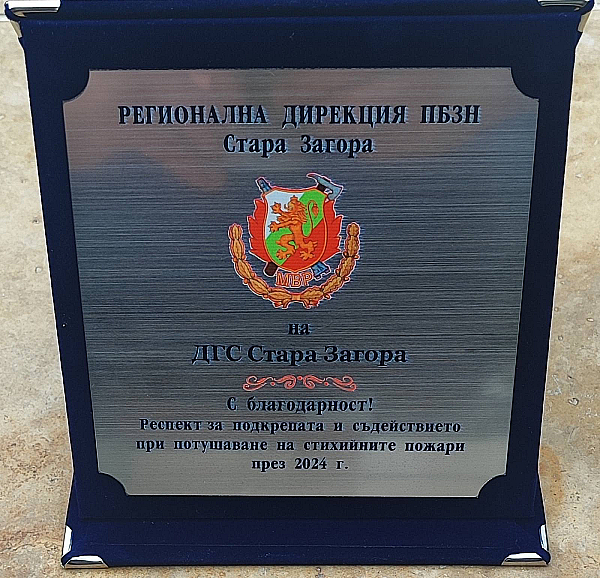 РЕГИОНАЛНА ДИРЕКЦИЯ ПБЗН
Стара Загора
МВР
на
ДГС Стара Загора
С благодарност!
Респект за подкрепата и съдействието
при потушаване на стихийните пожари
през 2024 г.